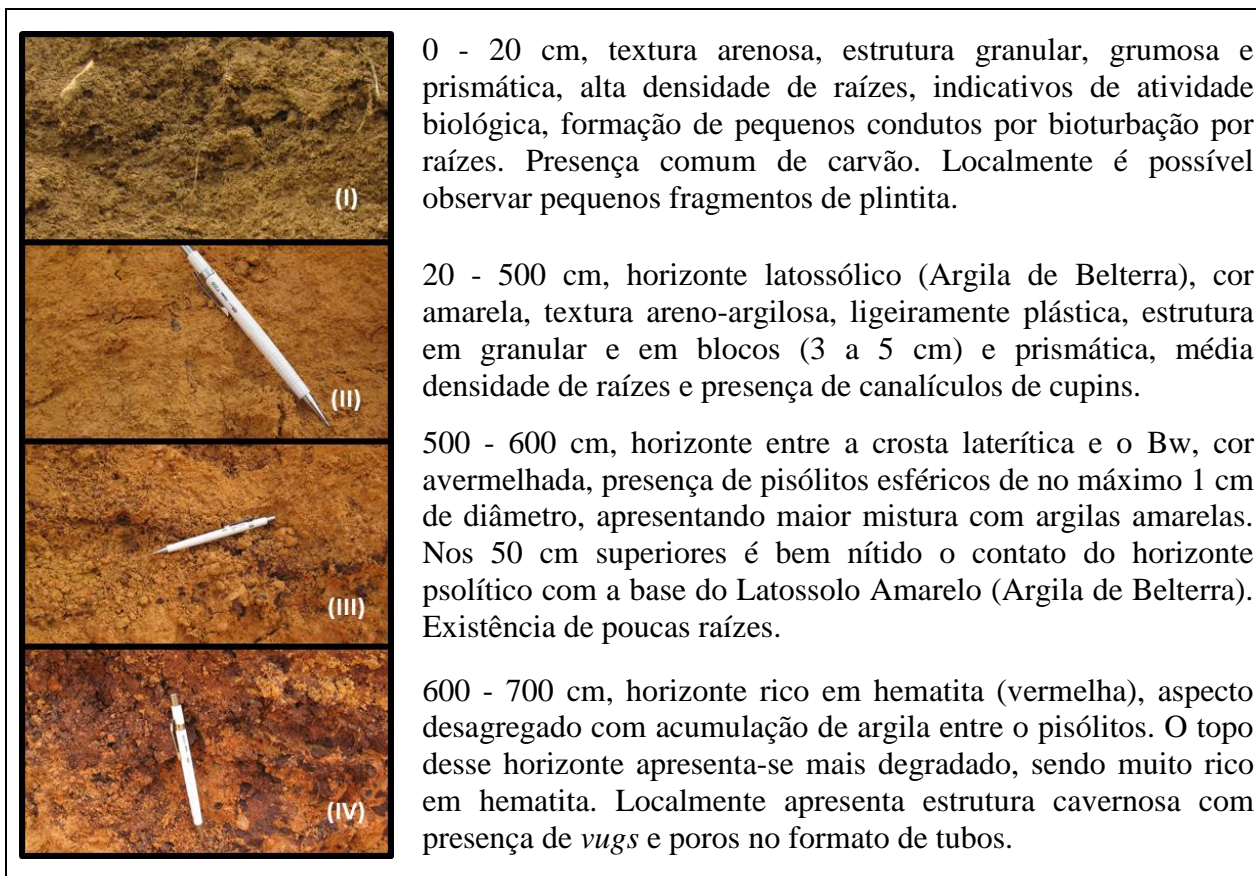 0 - 20 cm, textura arenosa, estrutura granular, grumosa e
prismática, alta densidade de raízes, indicativos de atividade
biológica, formação de pequenos condutos por bioturbação por
raízes. Presença comum de carvão. Localmente é possível
observar pequenos fragmentos de plintita.
(I)
20 - 500 cm, horizonte latossólico (Argila de Belterra), cor
amarela, textura areno-argilosa, ligeiramente plástica, estrutura
em granular e em blocos (3 a 5 cm) e prismática, média
densidade de raízes e presença de canalículos de cupins.
(II)
500 - 600 cm, horizonte entre a crosta laterítica e o Bw, cor
avermelhada, presença de pisólitos esféricos de no máximo 1 cm
de diâmetro, apresentando maior mistura com argilas amarelas.
Nos 50 cm superiores é bem nítido o contato do horizonte
psolítico com a base do Latossolo Amarelo (Argila de Belterra).
Existência de poucas raízes.
(III)
600 - 700 cm, horizonte rico em hematita (vermelha), aspecto
desagregado com acumulação de argila entre o pisólitos. O topo
desse horizonte apresenta-se mais degradado, sendo muito rico
em hematita. Localmente apresenta estrutura cavernosa com
presença de vugs e poros no formato de tubos.
(IV)